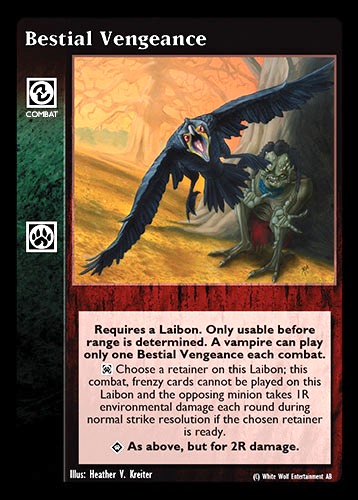 Bestial Vengeance
COMBAT
Requires a Laibon. Only usable before
range is determined. A vampire can play
only one Bestial Vengeance each combat.
Choose a retainer on this Laibon; this
combat, frenzy cards cannot be played on this
Laibon and the opposing minion takes 1R
environmental damage each round during
normal strike resolution if the chosen retainer
is ready.
As above, but for 2R damage.
Illus: Heather V. Kreiter
(C) White Wolf Entertainment AB